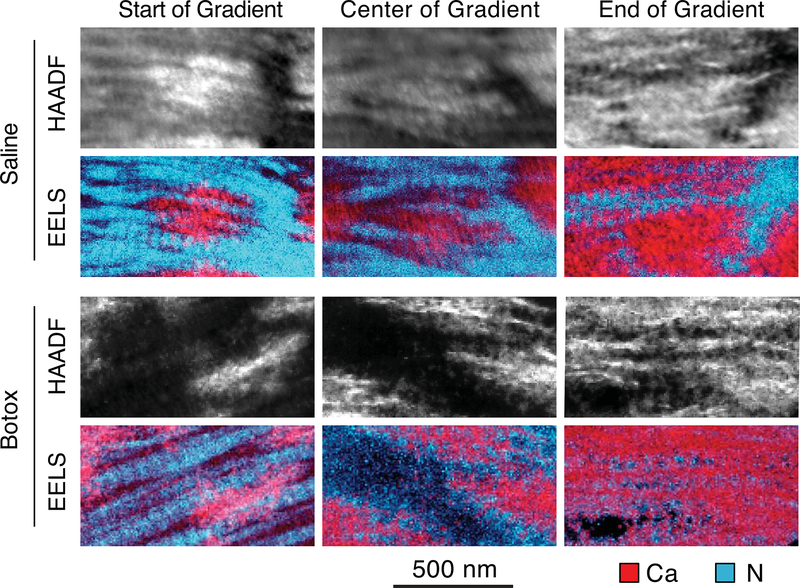 Start of Gradient Center of Gradient End of Gradient
Saline
HAADF
EELS
Botox
HAADF
EELS
500 nm
Ca N